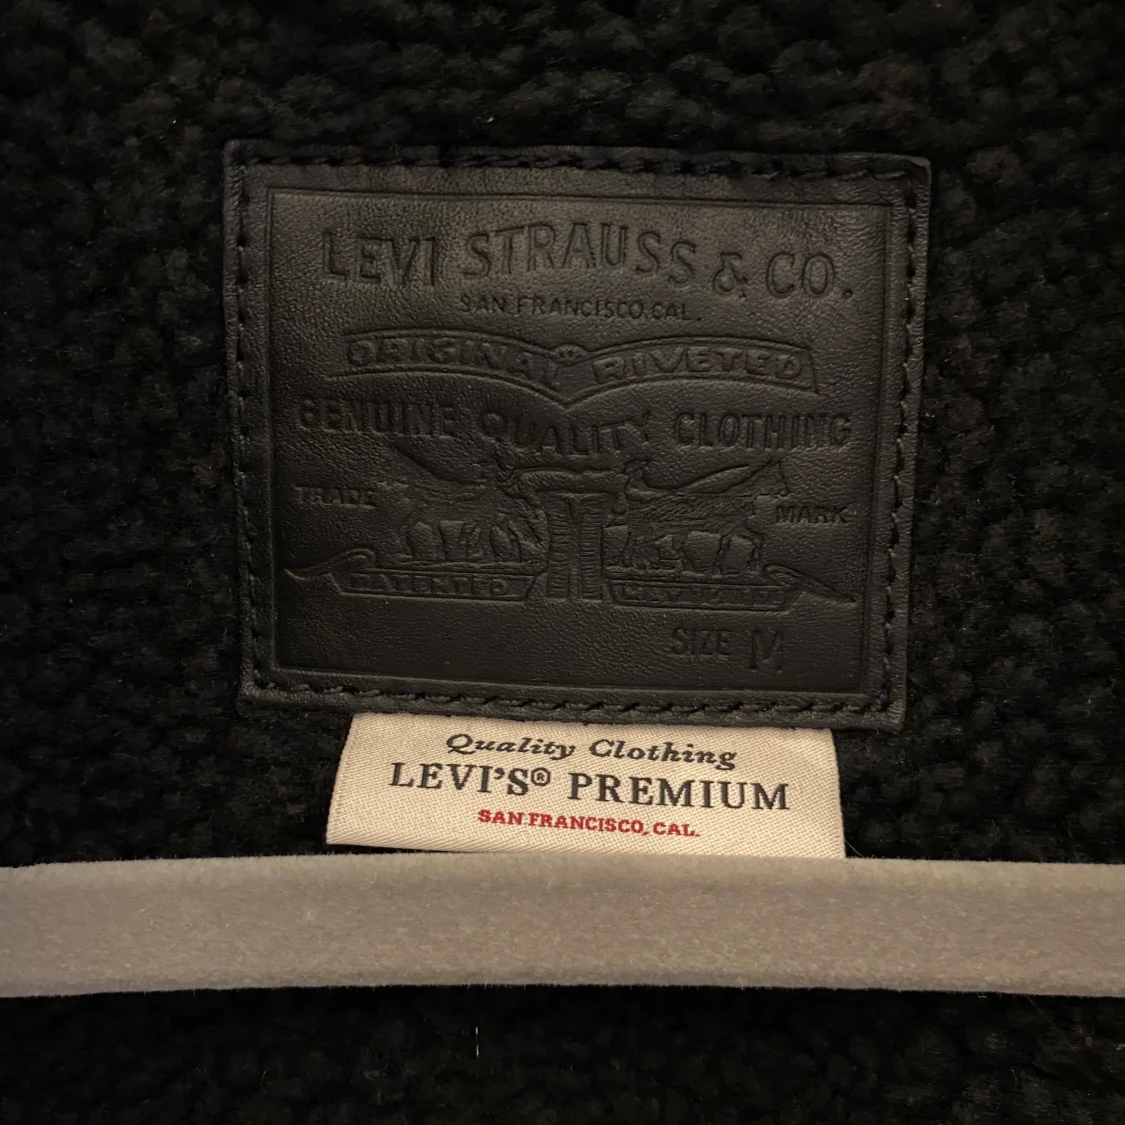 LEVI STRAUSS & CO.
SAN FRANCISCO, CAL.
ORIGINAL RIVETED
GENUINE QUALITY CLOTHING
TRADE MARK
PATENTED
SIZE M
Quality Clothing
LEVI'S® PREMIUM
SAN FRANCISCO, CAL.